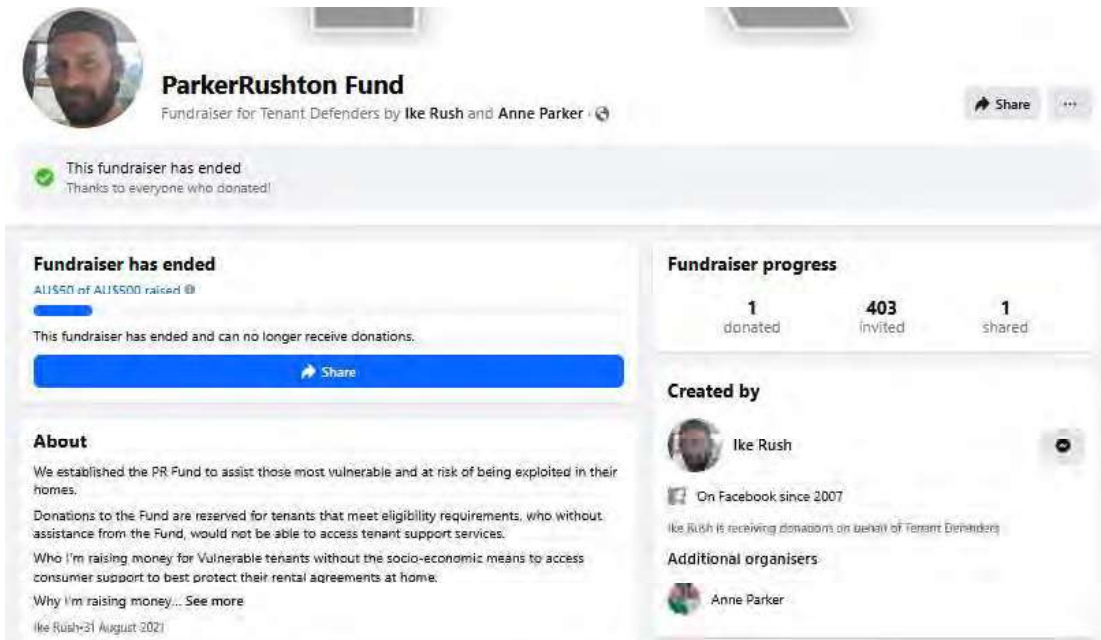 ParkerRushton Fund
Fundraiser for Tenant Defenders by Ike Rush and Anne Parker ·
Share
...
This fundraiser has ended
Thanks to everyone who donated!
Fundraiser has ended
AU$50 of AU$500 raised
This fundraiser has ended and can no longer receive donations.
Share
About
We established the PR Fund to assist those most vulnerable and at risk of being exploited in their
homes.
Donations to the Fund are reserved for tenants that meet eligibility requirements, who without
assistance from the Fund, would not be able to access tenant support services.
Who I'm raising money for Vulnerable tenants without the socio-economic means to access
consumer support to best protect their rental agreements at home.
Why I'm raising money... See more
Ike Rush•31 August 2021
Fundraiser progress
1 403 1
donated invited shared
Created by
Ike Rush
On Facebook since 2007
Ike Rush is receiving donations on behalf of Tenant Defenders
Additional organisers
Anne Parker